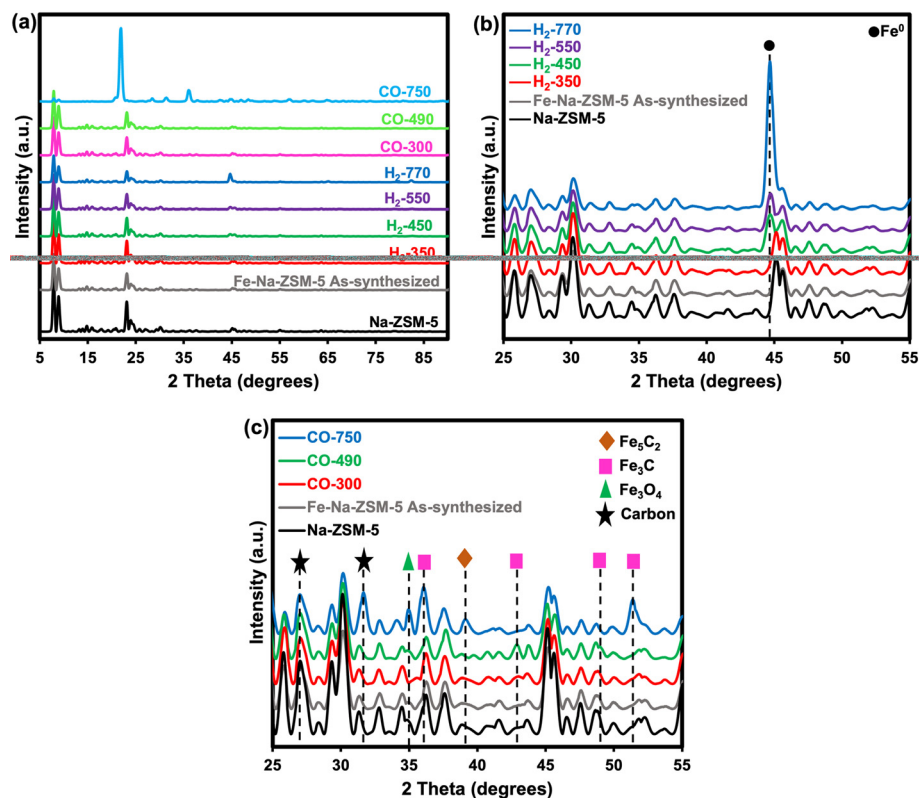 (a)
Intensity (a.u.)
CO-750
CO-490
CO-300
H₂-770
H₂-550
H₂-450
H₂-350
Fe-Na-ZSM-5 As-synthesized
Na-ZSM-5
5 15 25 35 45 55 65 75 85
2 Theta (degrees)
(b)
Intensity (a.u.)
H₂-770
H₂-550
H₂-450
H₂-350
Fe-Na-ZSM-5 As-synthesized
Na-ZSM-5
Fe⁰
25 30 35 40 45 50 55
2 Theta (degrees)
(c)
Intensity (a.u.)
CO-750
CO-490
CO-300
Fe-Na-ZSM-5 As-synthesized
Na-ZSM-5
Fe₅C₂
Fe₃C
Fe₃O₄
Carbon
25 30 35 40 45 50 55
2 Theta (degrees)